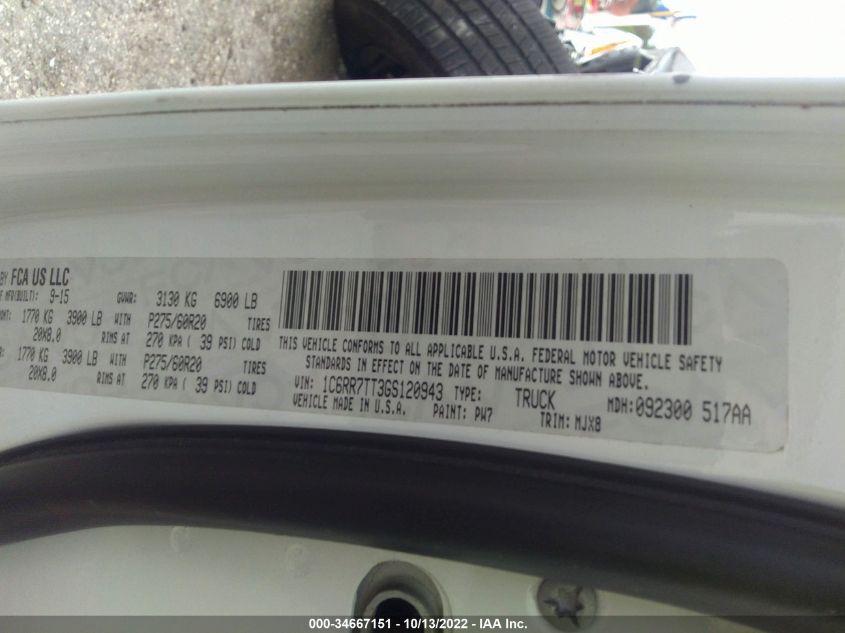 BY FCA US LLC
MFD(BUILT): 9-15 GVWR: 3130 KG 6900 LB
1770 KG 3900 LB WITH P275/60R20 TIRES
20X8.0 RIMS AT 270 KPA ( 39 PSI) COLD
1770 KG 3900 LB WITH P275/60R20 TIRES
20X8.0 RIMS AT 270 KPA ( 39 PSI) COLD
THIS VEHICLE CONFORMS TO ALL APPLICABLE U.S.A. FEDERAL MOTOR VEHICLE SAFETY
STANDARDS IN EFFECT ON THE DATE OF MANUFACTURE SHOWN ABOVE.
VIN: 1C6RR7TT3GS120943 TYPE: TRUCK MDH:092300 517AA
VEHICLE MADE IN U.S.A. PAINT: PW7 TRIM: MJX8
000-34667151 - 10/13/2022 - IAA Inc.